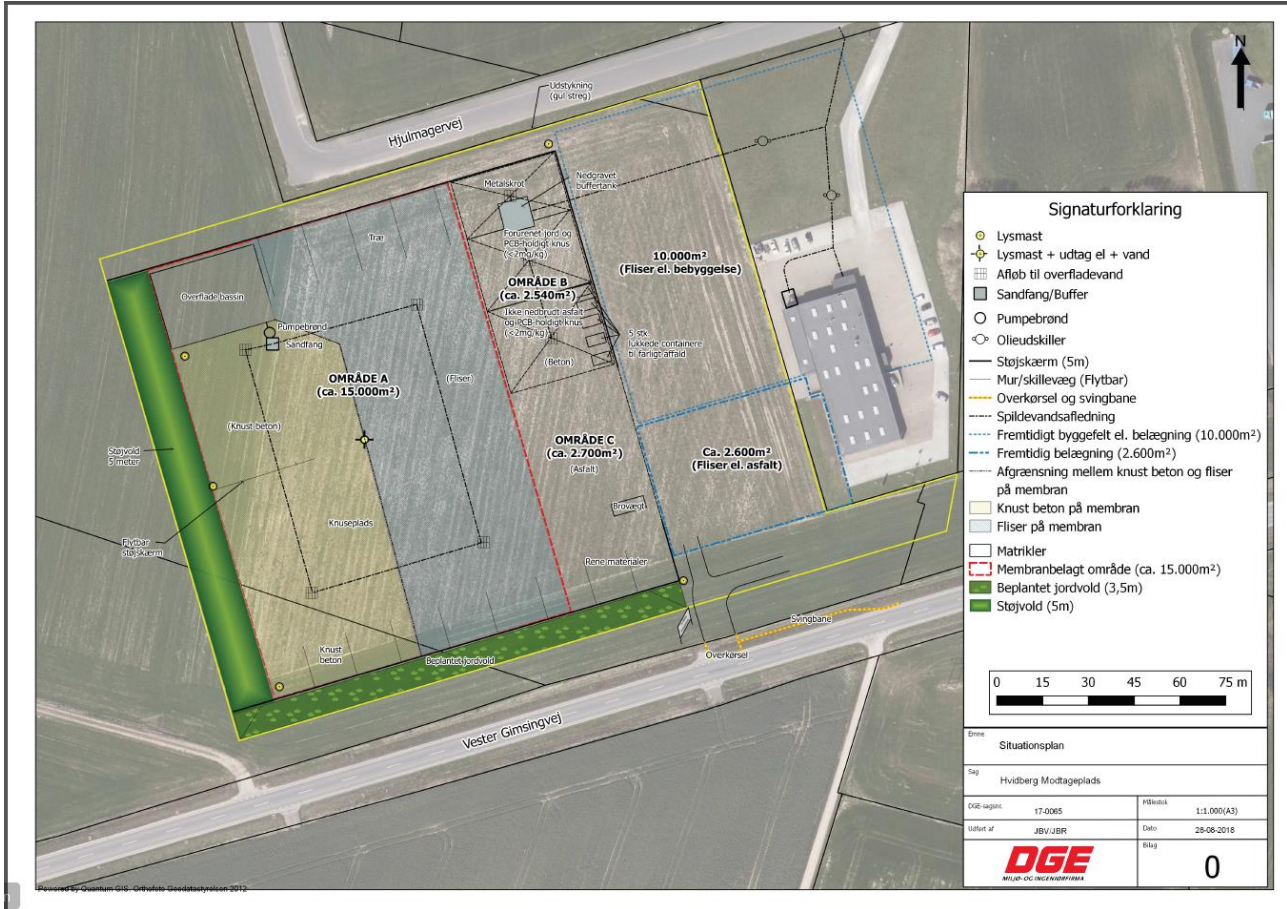 N
Udstykning
(gul streg)
Hjulmagervej
Metalskrot
Nedgravet
buffertank
Træ
Forurenet jord og
PCB-holdigt knus
(<2mg/kg)
10.000m²
(Fliser el. bebyggelse)
OMRÅDE B
(ca. 2.540m²)
Overflade bassin
Ikke nedbrudt asfalt
og PCB-holdigt knus
(<2mg/kg)
Pumpebrønd
Sandfang
5 stk.
lukkede containere
til farligt affald
(Beton)
OMRÅDE A
(ca. 15.000m²)
(Fliser)
(Knust beton)
OMRÅDE C
(ca. 2.700m²)
(Asfalt)
Ca. 2.600m²
(Fliser el. asfalt)
Støjvold
5 meter
Brovægt
Knuseplads
Flytbar
støjskærm
Rene materialer
Svingbane
Knust
beton
Beplantet jordvold
Overkørsel
Vester Gimsingvej
Signaturforklaring
Lysmast
Lysmast + udtag el + vand
Afløb til overfladevand
Sandfang/Buffer
Pumpebrønd
Olieudskiller
Støjskærm (5m)
Mur/skillevæg (Flytbar)
Overkørsel og svingbane
Spildevandsafledning
Fremtidigt byggefelt el. belægning (10.000m²)
Fremtidig belægning (2.600m²)
Afgrænsning mellem knust beton og fliser
på membran
Knust beton på membran
Fliser på membran
Matrikler
Membranbelagt område (ca. 15.000m²)
Beplantet jordvold (3,5m)
Støjvold (5m)
0 15 30 45 60 75 m
Emne
Situationsplan
Sag
Hvidberg Modtageplads
DGE-sagsnr.
17-0065
Målestok
1:1.000(A3)
Udført af
JBV/JBR
Dato
28-08-2018
Bilag
0
DGE
MILJØ- OG INGENIØRFIRMA
Powered by Quantum GIS. Orthofoto Geodatastyrelsen 2012